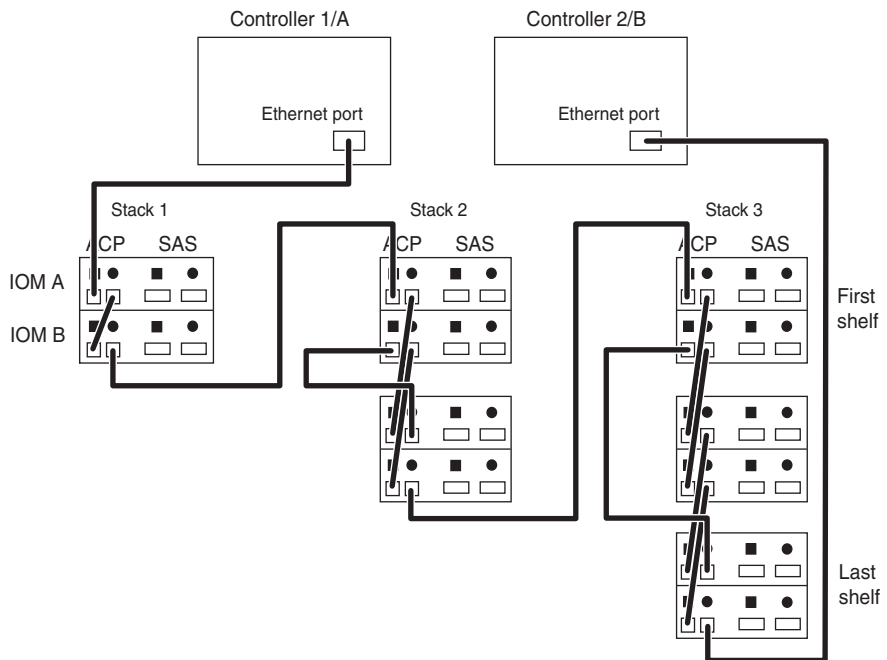 Controller 1/A
Controller 2/B
Ethernet port
Ethernet port
Stack 1
Stack 2
Stack 3
ACP SAS
ACP SAS
ACP SAS
IOM A
IOM B
First
shelf
Last
shelf